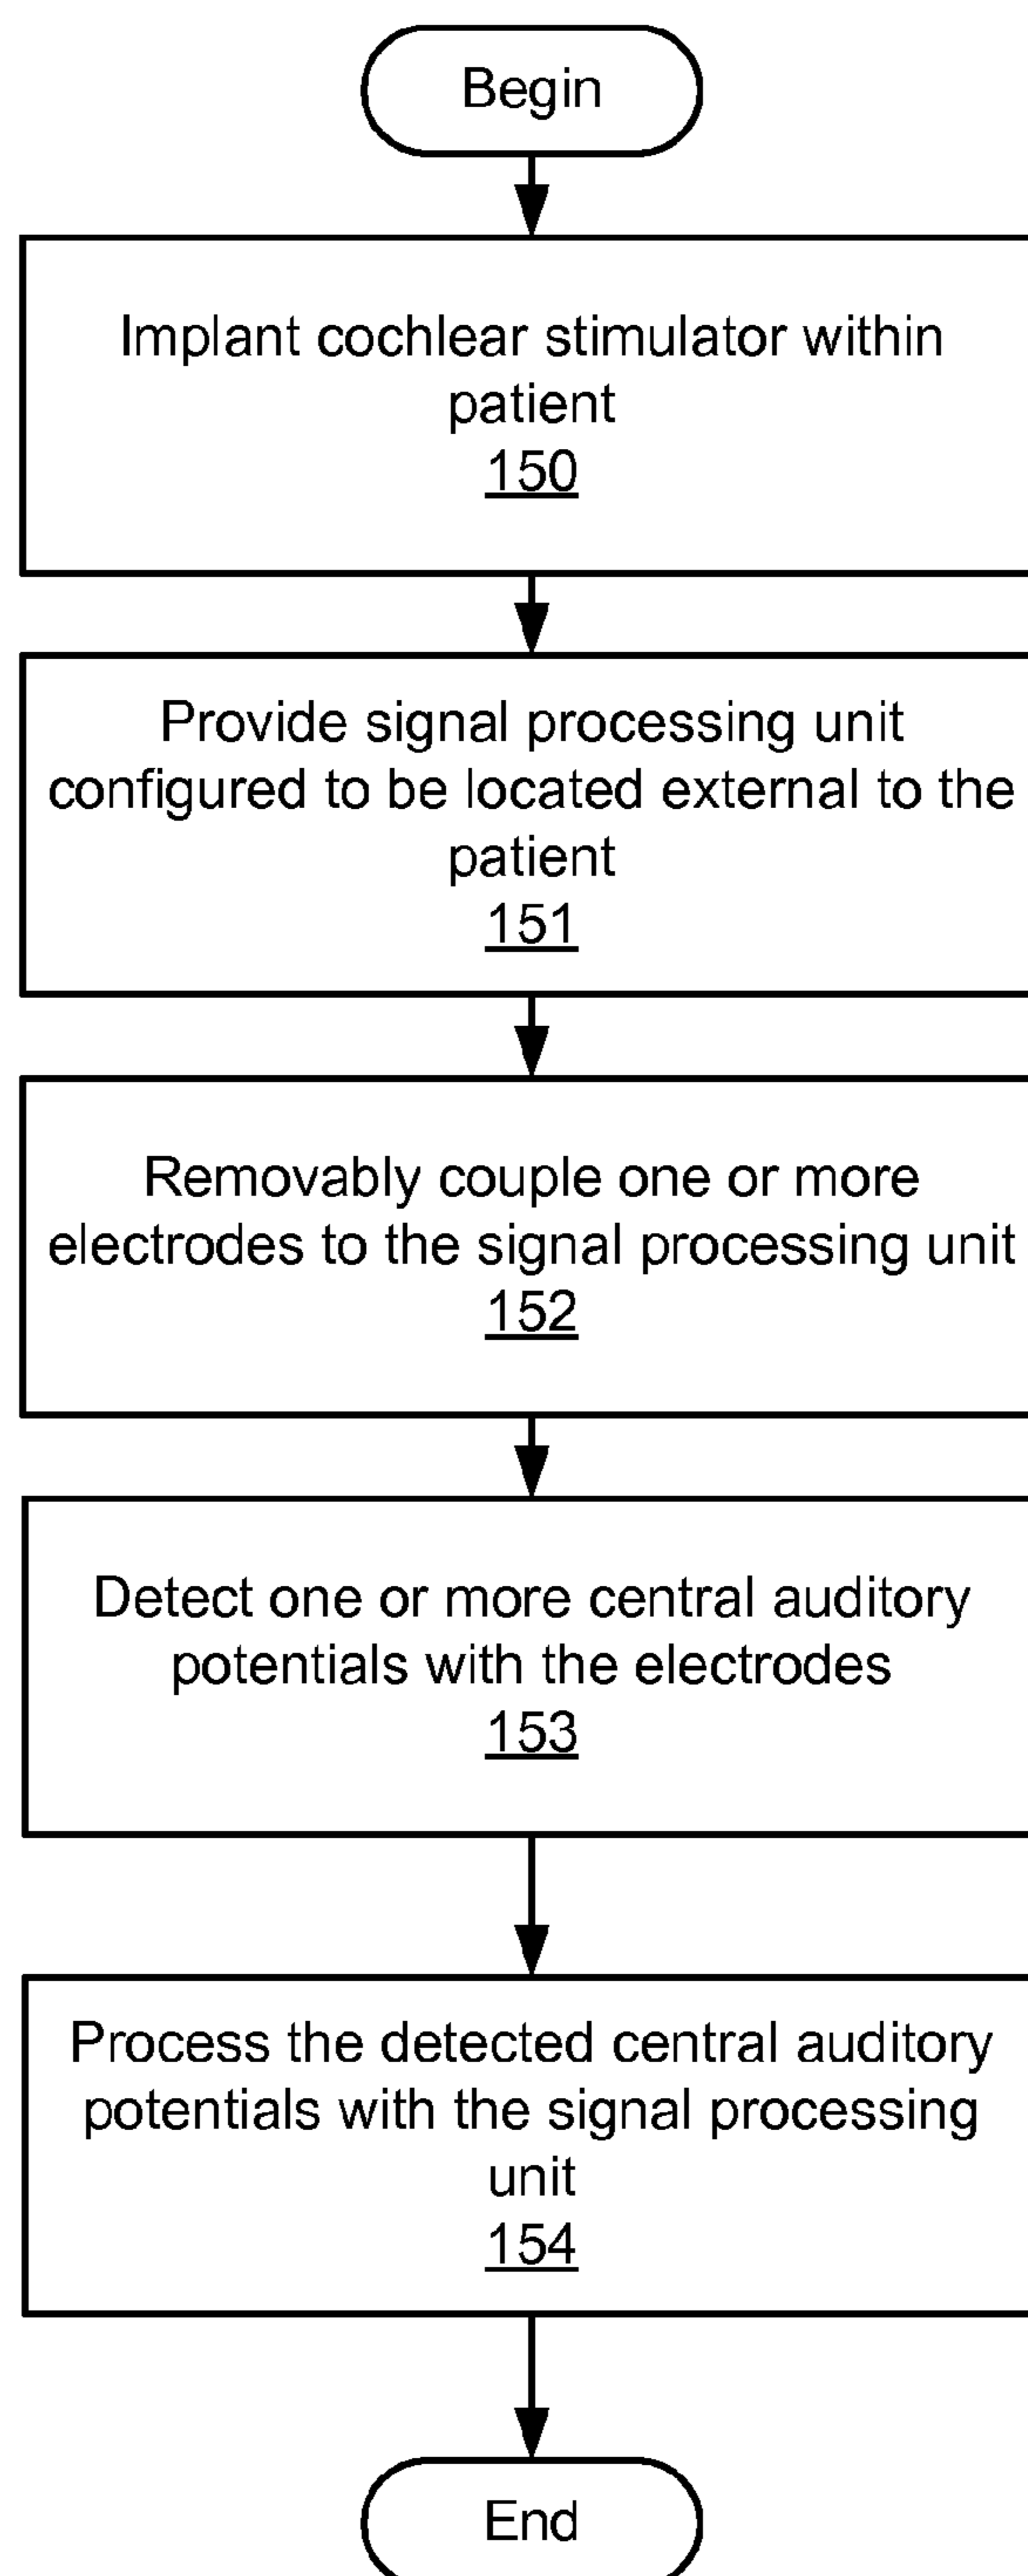 Begin
Implant cochlear stimulator within
patient
150
Provide signal processing unit
configured to be located external to the
patient
151
Removably couple one or more
electrodes to the signal processing unit
152
Detect one or more central auditory
potentials with the electrodes
153
Process the detected central auditory
potentials with the signal processing
unit
154
End